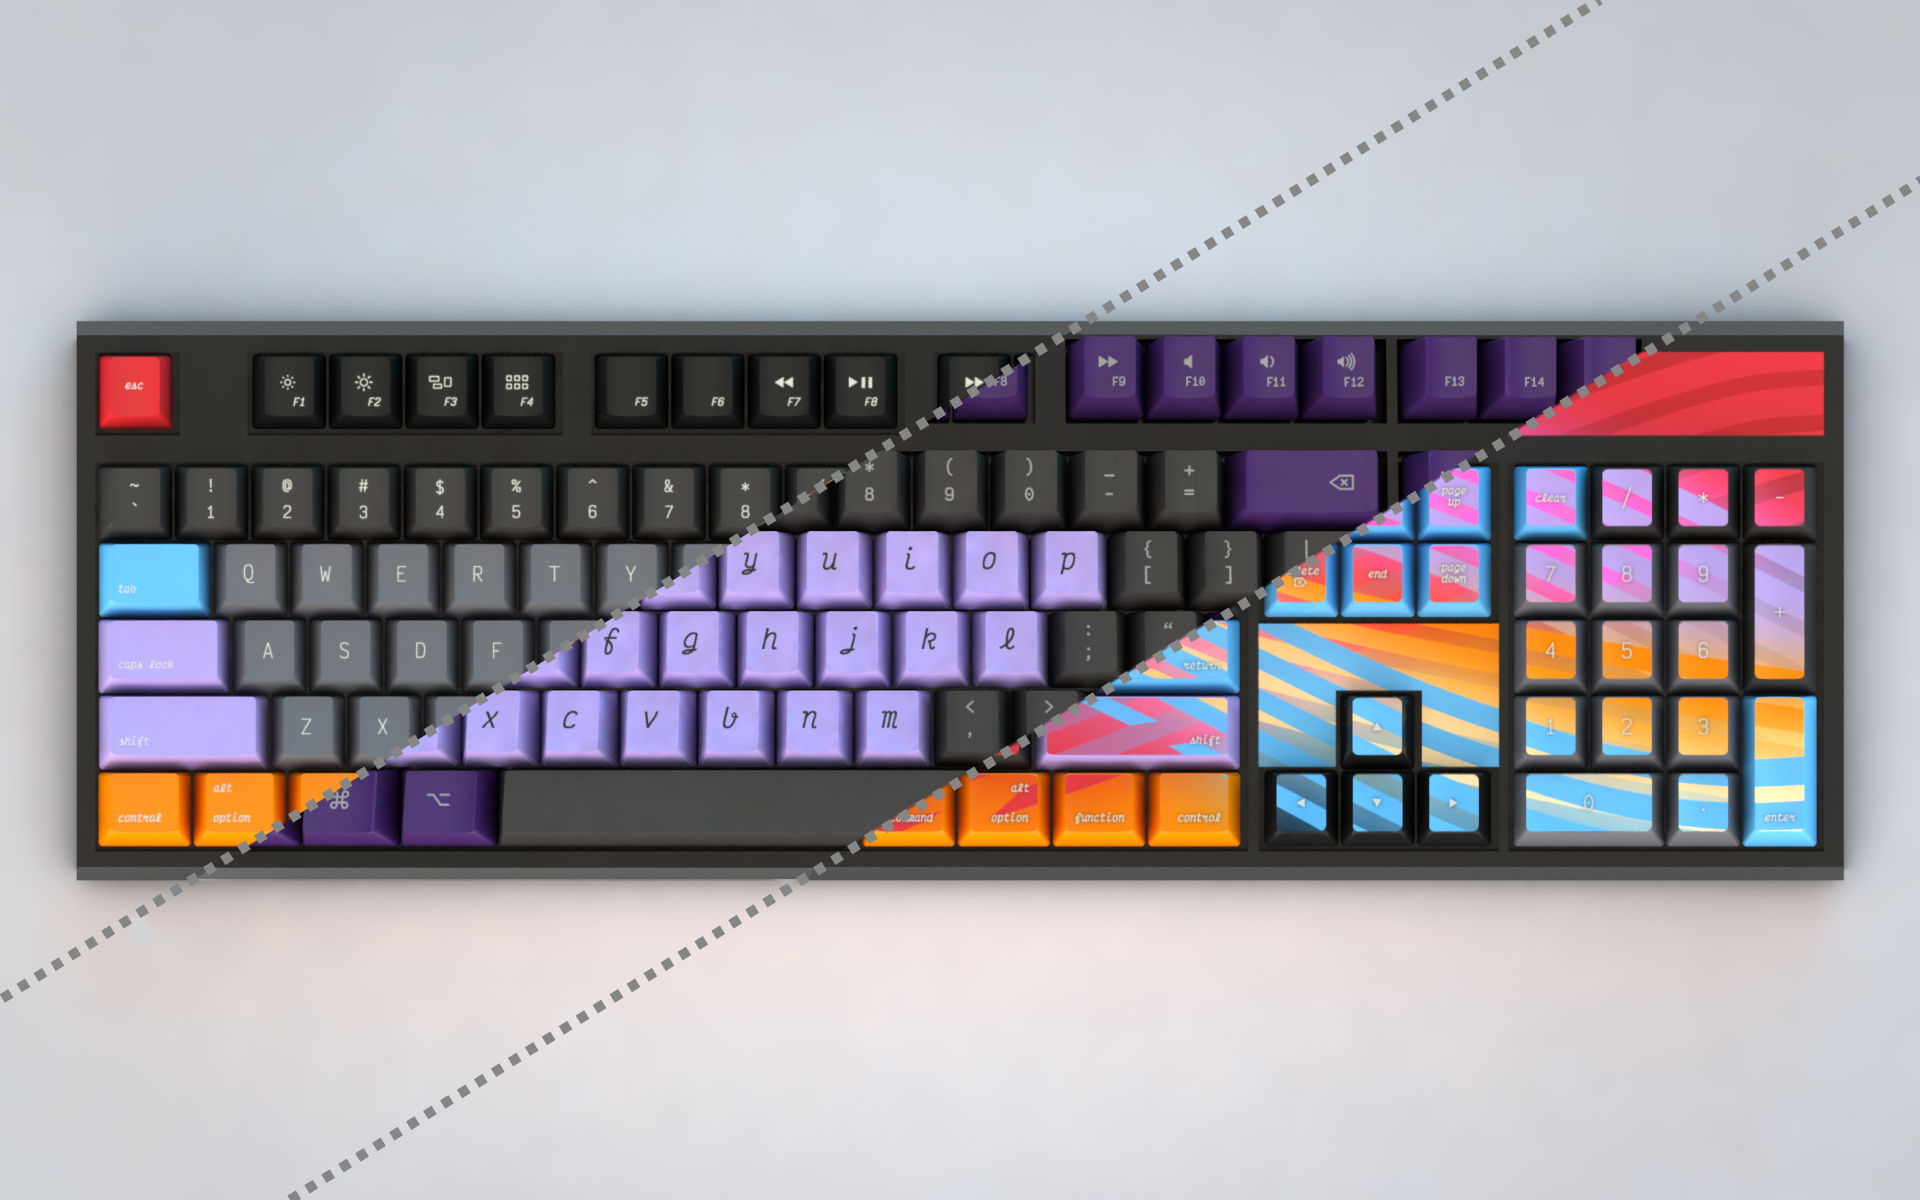 esc F1 F2 F3 F4 F5 F6 F7 F8 F8 F9 F10 F11 F12 F13 F14
~ ! @ # $ % ^ & * * ( ) _ +
` 1 2 3 4 5 6 7 8 8 9 0 - =
page up clear / * -
tab Q W E R T Y y u i o p { [ } ] |
end page down 7 8 9 +
caps lock A S D F f g h j k l : ; “ return
4 5 6
shift Z X x c v b n m < , > shift
1 2 3
control alt option ⌘ ⌥ alt option function control
0 . enter